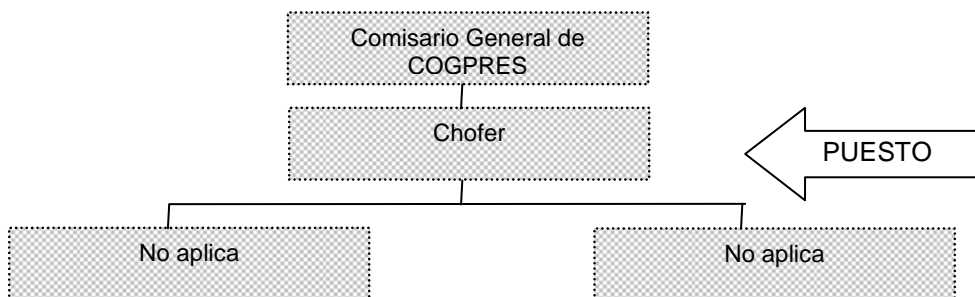 Comisario General de
COGPRES
Chofer
PUESTO
No aplica
No aplica